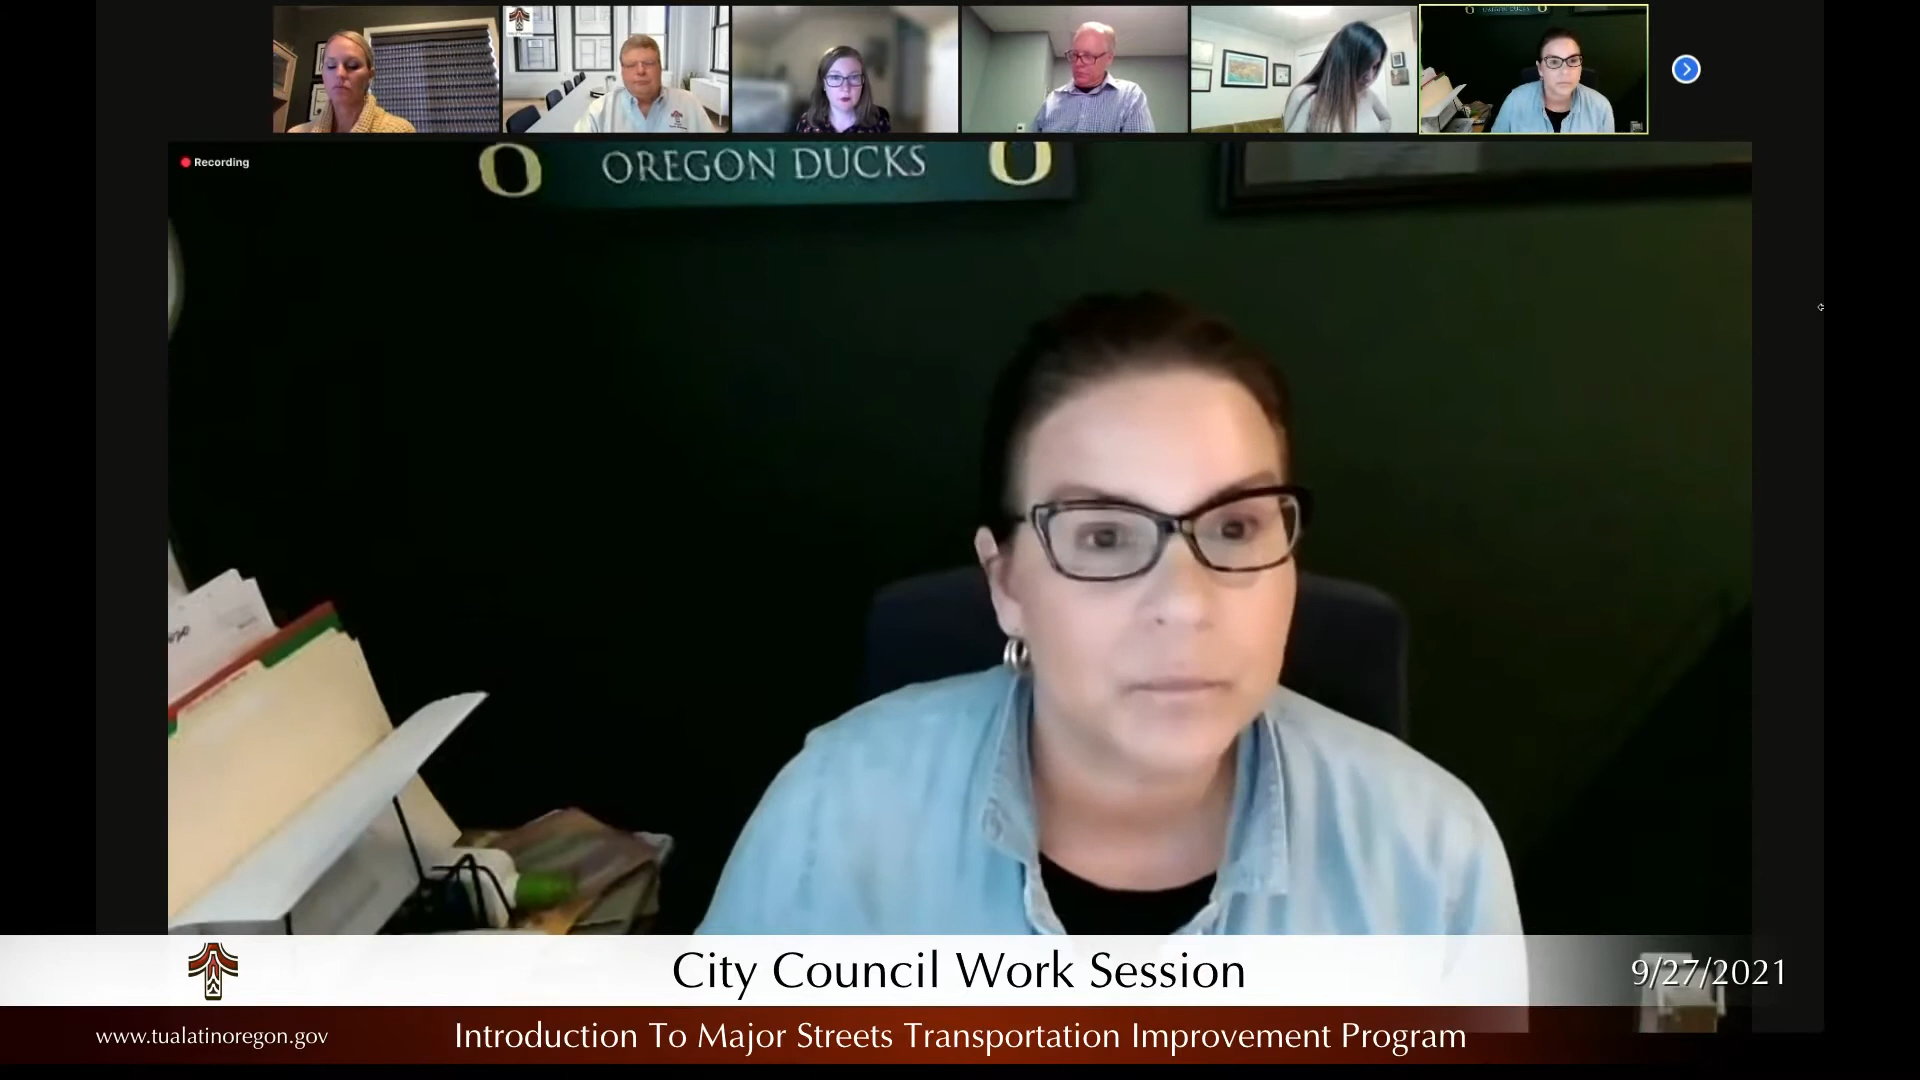 Recording
OREGON DUCKS
City Council Work Session
9/27/2021
www.tualatinoregon.gov
Introduction To Major Streets Transportation Improvement Program